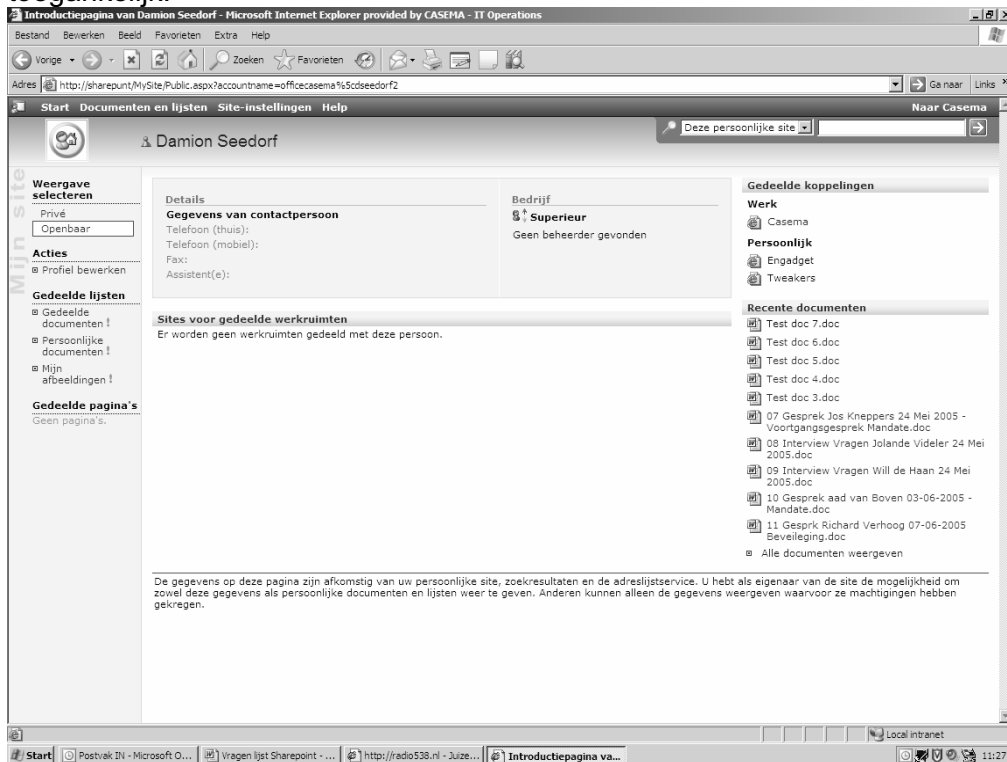 Introductiepagina van Damion Seedorf - Microsoft Internet Explorer provided by CASEMA - IT Operations
Bestand Bewerken Beeld Favorieten Extra Help
Vorige Zoeken Favorieten
Adres http://sharepunt/MySite/Public.aspx?accountname=officecasema%5cdseedorf2 Ga naar Links
Start Documenten en lijsten Site-instellingen Help Naar Casema
Damion Seedorf
Deze persoonlijke site
Mijn site
Weergave
selecteren
Privé
Openbaar
Acties
Profiel bewerken
Gedeelde lijsten
Gedeelde
documenten !
Persoonlijke
documenten !
Mijn
afbeeldingen !
Gedeelde pagina's
Geen pagina's.
Details
Gegevens van contactpersoon
Telefoon (thuis):
Telefoon (mobiel):
Fax:
Assistent(e):
Bedrijf
Superieur
Geen beheerder gevonden
Sites voor gedeelde werkruimten
Er worden geen werkruimten gedeeld met deze persoon.
Gedeelde koppelingen
Werk
Casema
Persoonlijk
Engadget
Tweakers
Recente documenten
Test doc 7.doc
Test doc 6.doc
Test doc 5.doc
Test doc 4.doc
Test doc 3.doc
07 Gesprek Jos Kneppers 24 Mei 2005 -
Voortgangsgesprek Mandate.doc
08 Interview Vragen Jolande Videler 24 Mei
2005.doc
09 Interview Vragen Will de Haan 24 Mei
2005.doc
10 Gesprek aad van Boven 03-06-2005 -
Mandate.doc
11 Gesprk Richard Verhoog 07-06-2005
Beveileging.doc
Alle documenten weergeven
De gegevens op deze pagina zijn afkomstig van uw persoonlijke site, zoekresultaten en de adreslijstservice. U hebt als eigenaar van de site de mogelijkheid om
zowel deze gegevens als persoonlijke documenten en lijsten weer te geven. Anderen kunnen alleen de gegevens weergeven waarvoor ze machtigingen hebben
gekregen.
Local intranet
Start Postvak IN - Microsoft O... Vragen lijst Sharepoint - ... http://radio538.nl - Juize... Introductiepagina va... 11:27